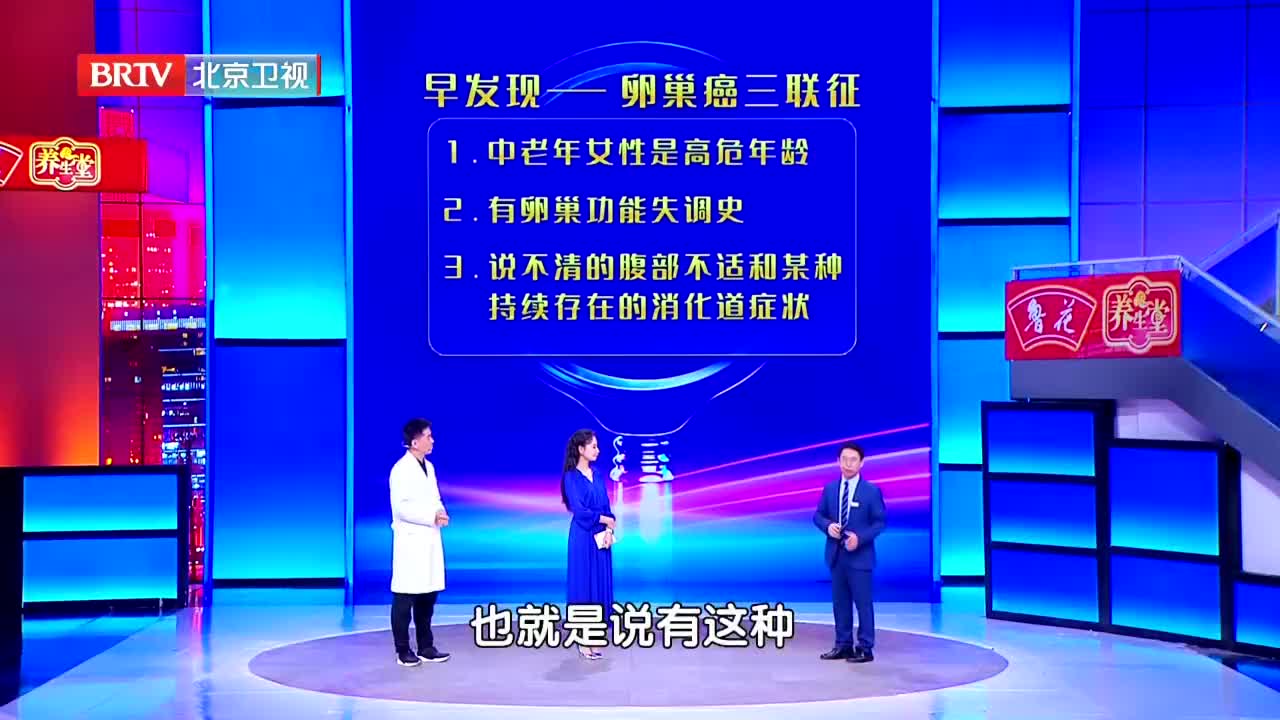 BRTV 北京卫视
早发现——卵巢癌三联征
1.中老年女性是高危年龄
2.有卵巢功能失调史
3.说不清的腹部不适和某种
持续存在的消化道症状
养生堂
鲁花 养生堂
也就是说有这种